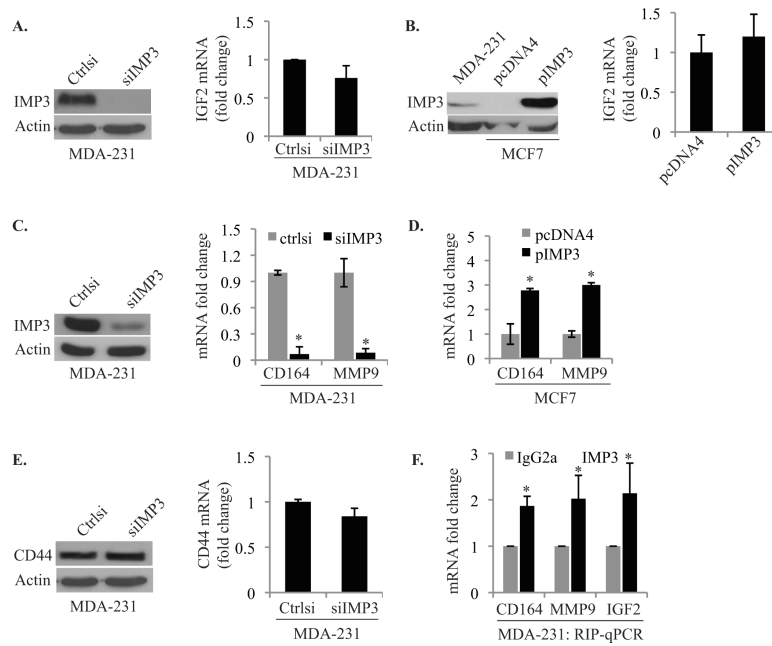 A.
Ctrlsi
siIMP3
IMP3
Actin
MDA-231
IGF2 mRNA
(fold change)
1.5
1
0.5
0
Ctrlsi siIMP3
MDA-231
B.
MDA-231
pcDNA4
pIMP3
IMP3
Actin
MCF7
IGF2 mRNA
(fold change)
1.5
1
0.5
0
pcDNA4
pIMP3
C.
Ctrlsi
siIMP3
IMP3
Actin
MDA-231
mRNA fold change
1.5
1.2
0.9
0.6
0.3
0
ctrlsi siIMP3
*
*
CD164 MMP9
MDA-231
D.
pcDNA4
pIMP3
mRNA fold change
5
4
3
2
1
0
*
*
CD164 MMP9
MCF7
E.
Ctrlsi
siIMP3
CD44
Actin
MDA-231
CD44 mRNA
(fold change)
1.5
1
0.5
0
Ctrlsi siIMP3
MDA-231
F.
IgG2a IMP3
mRNA fold change
3
2
1
0
*
*
*
CD164 MMP9 IGF2
MDA-231: RIP-qPCR